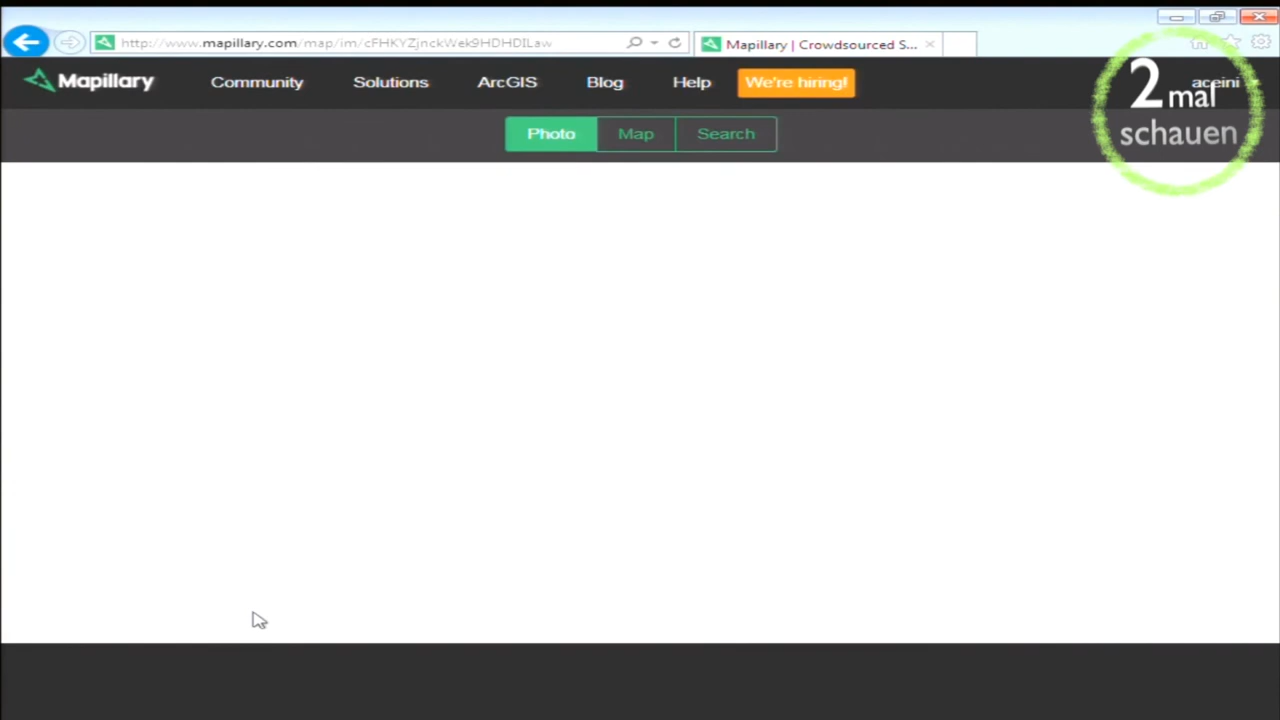 http://www.mapillary.com/map/im/cFHKYZjnckWek9HDHDILaw
Mapillary | Crowdsourced S...
Mapillary
Community
Solutions
ArcGIS
Blog
Help
We're hiring!
aceini
Photo
Map
Search
2 mal
schauen